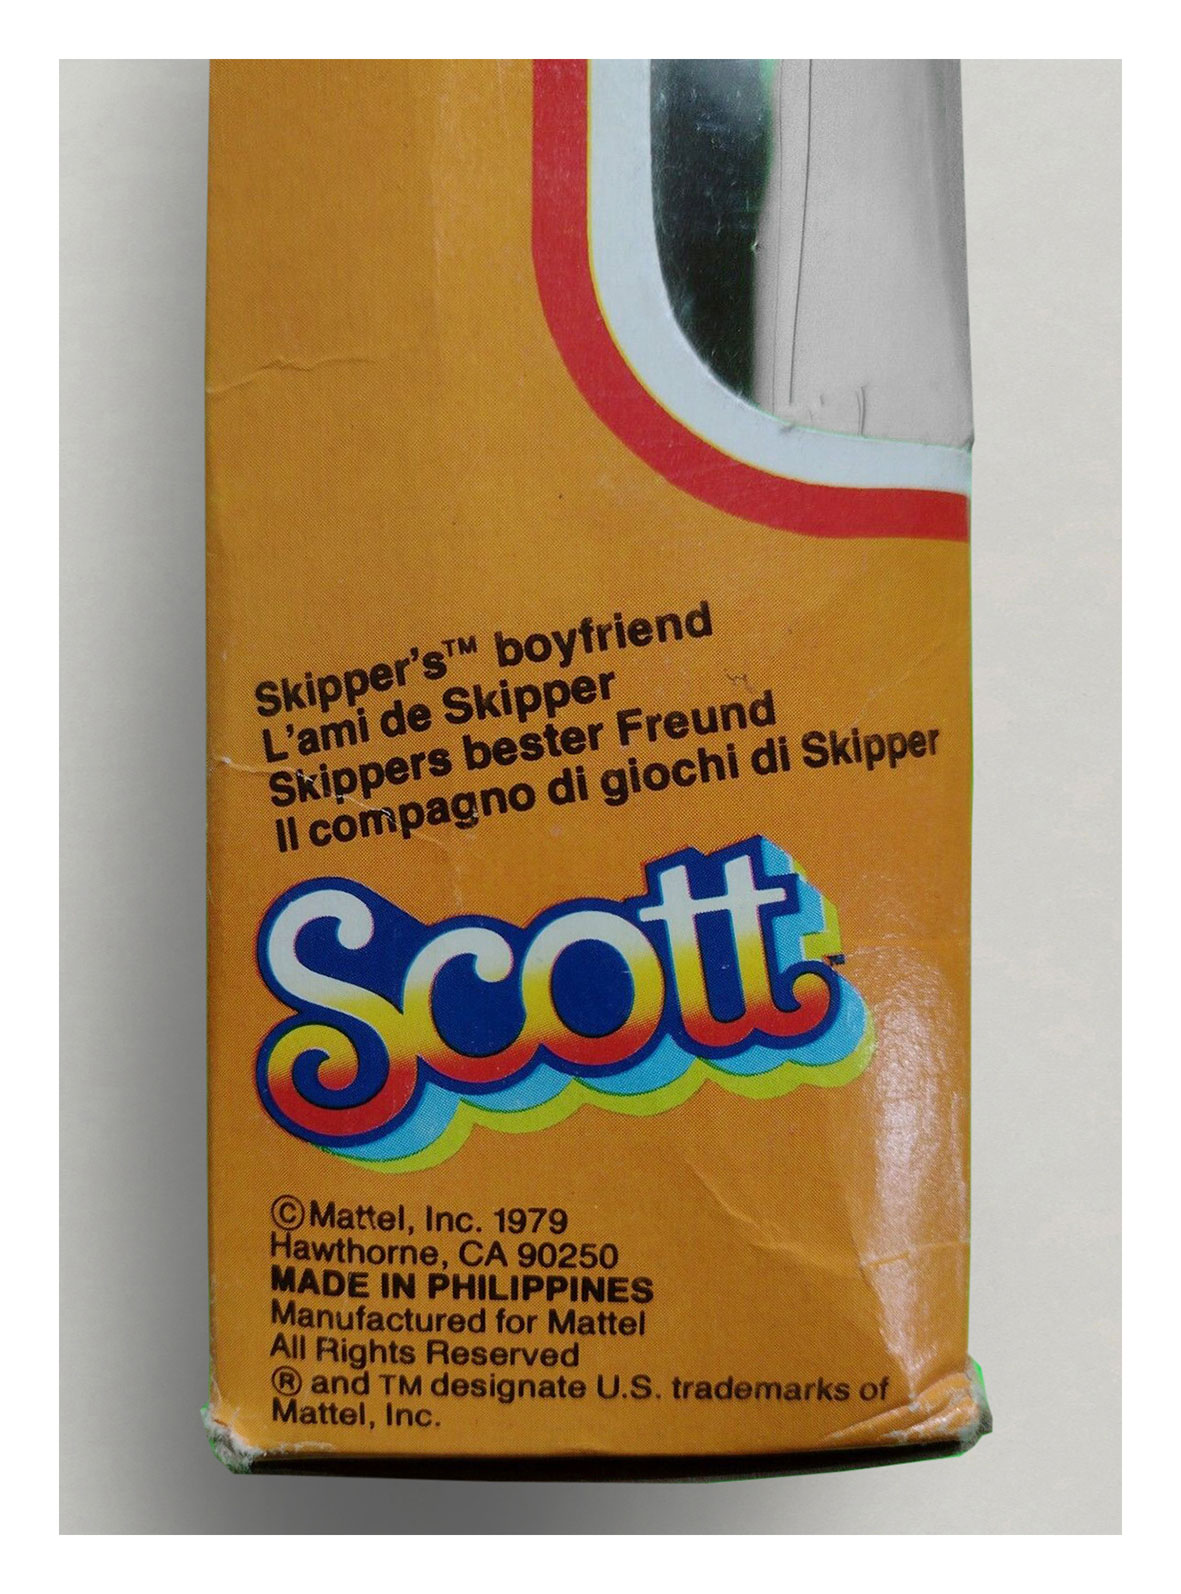 Skipper's™ boyfriend
L'ami de Skipper
Skippers bester Freund
Il compagno di giochi di Skipper
Scott™
©Mattel, Inc. 1979
Hawthorne, CA 90250
MADE IN PHILIPPINES
Manufactured for Mattel
All Rights Reserved
® and TM designate U.S. trademarks of
Mattel, Inc.